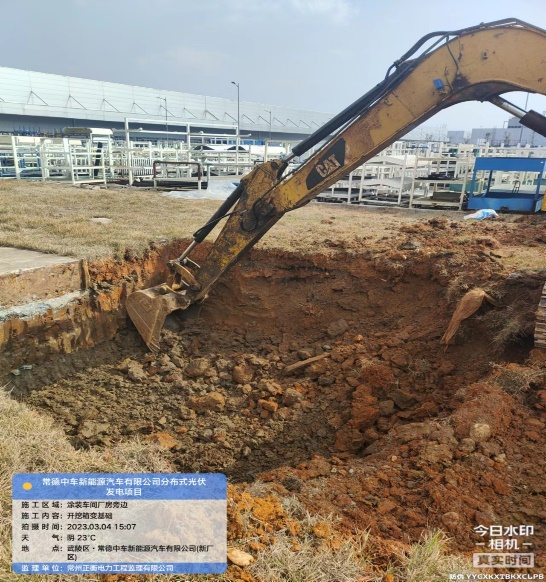 CAT
常德中车新能源汽车有限公司分布式光伏
发电项目
施工区域：涂装车间厂房旁边
施工内容：开挖箱变基础
拍摄时间：2023.03.04 15:07
天 气：阴 23℃
地 点：武陵区·常德中车新能源汽车有限公司(新厂
区)
监理单位：常州正衡电力工程监理有限公司
今日水印
相机
真实时间
防伪 YYGXKXTBKXCLPB